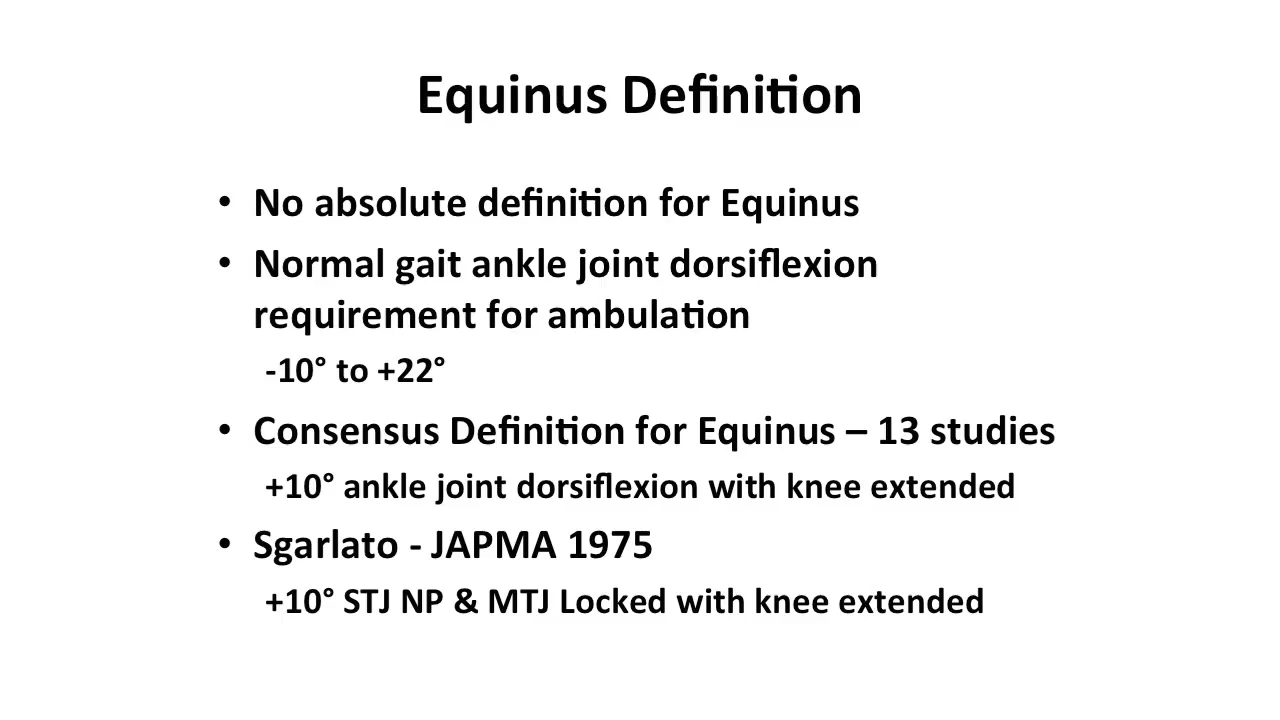 Equinus Definition
• No absolute definition for Equinus
• Normal gait ankle joint dorsiflexion
requirement for ambulation
-10° to +22°
• Consensus Definition for Equinus – 13 studies
+10° ankle joint dorsiflexion with knee extended
• Sgarlato - JAPMA 1975
+10° STJ NP & MTJ Locked with knee extended